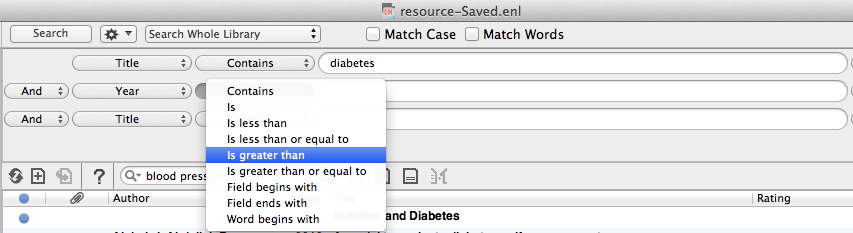 resource-Saved.enl
Search Search Whole Library Match Case Match Words
Title Contains diabetes
And Year
And Title
Contains
Is
Is less than
Is less than or equal to
Is greater than
Is greater than or equal to
Field begins with
Field ends with
Word begins with
? blood pres
Author Rating
and Diabetes